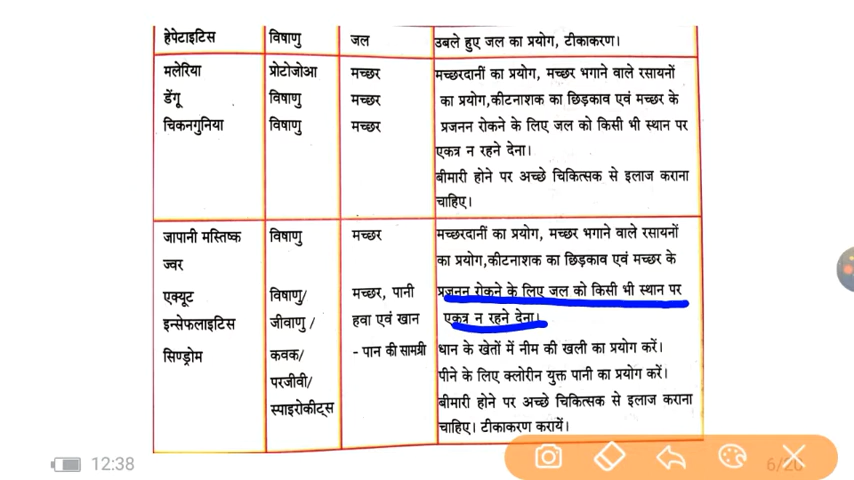 हेपेटाइटिस विषाणु जल उबले हुए जल का प्रयोग, टीकाकरण।
मलेरिया प्रोटोजोआ मच्छर मच्छरदानीं का प्रयोग, मच्छर भगाने वाले रसायनों
डेंगू विषाणु मच्छर का प्रयोग,कीटनाशक का छिड़काव एवं मच्छर के
चिकनगुनिया विषाणु मच्छर प्रजनन रोकने के लिए जल को किसी भी स्थान पर
एकत्र न रहने देना।
बीमारी होने पर अच्छे चिकित्सक से इलाज कराना
चाहिए।
जापानी मस्तिष्क विषाणु मच्छर मच्छरदानीं का प्रयोग, मच्छर भगाने वाले रसायनों
ज्वर का प्रयोग,कीटनाशक का छिड़काव एवं मच्छर के
एक्यूट विषाणु/ मच्छर, पानी प्रजनन रोकने के लिए जल को किसी भी स्थान पर
इन्सेफलाइटिस जीवाणु / हवा एवं खान एकत्र न रहने देना।
सिण्ड्रोम कवक/ - पान की सामग्री धान के खेतों में नीम की खली का प्रयोग करें।
परजीवी/ पीने के लिए क्लोरीन युक्त पानी का प्रयोग करें।
स्पाइरोकीट्स बीमारी होने पर अच्छे चिकित्सक से इलाज कराना
चाहिए। टीकाकरण करायें।
12:38 6/20